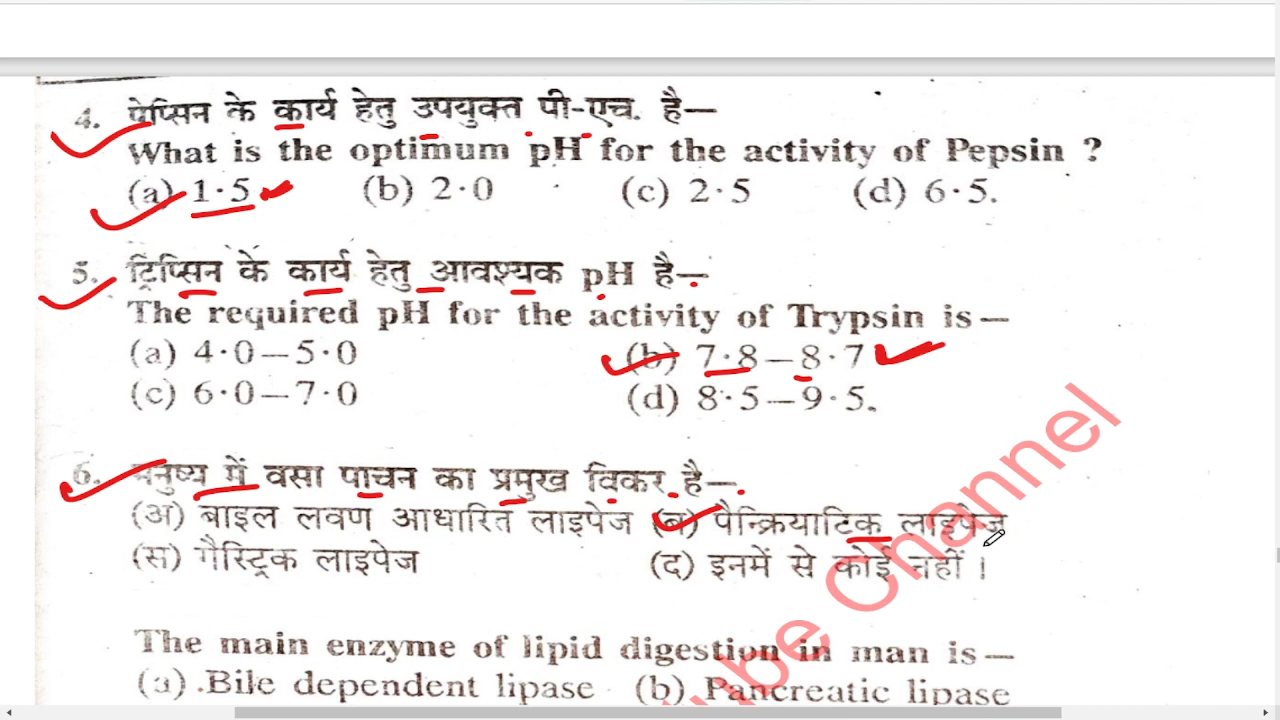 4. पेप्सिन के कार्य हेतु उपयुक्त पी-एच. है—
What is the optimum pH for the activity of Pepsin ?
(a) 1·5 (b) 2·0 (c) 2·5 (d) 6·5.
5. ट्रिप्सिन के कार्य हेतु आवश्यक pH है—
The required pH for the activity of Trypsin is—
(a) 4·0—5·0 (b) 7·8—8·7
(c) 6·0—7·0 (d) 8·5—9·5.
6. मनुष्य में वसा पाचन का प्रमुख विकर है—
(अ) बाइल लवण आधारित लाइपेज (ब) पैन्क्रियाटिक लाइपेज
(स) गैस्ट्रिक लाइपेज (द) इनमें से कोई नहीं।
The main enzyme of lipid digestion in man is—
(a) Bile dependent lipase (b) Pancreatic lipase
ube Channel